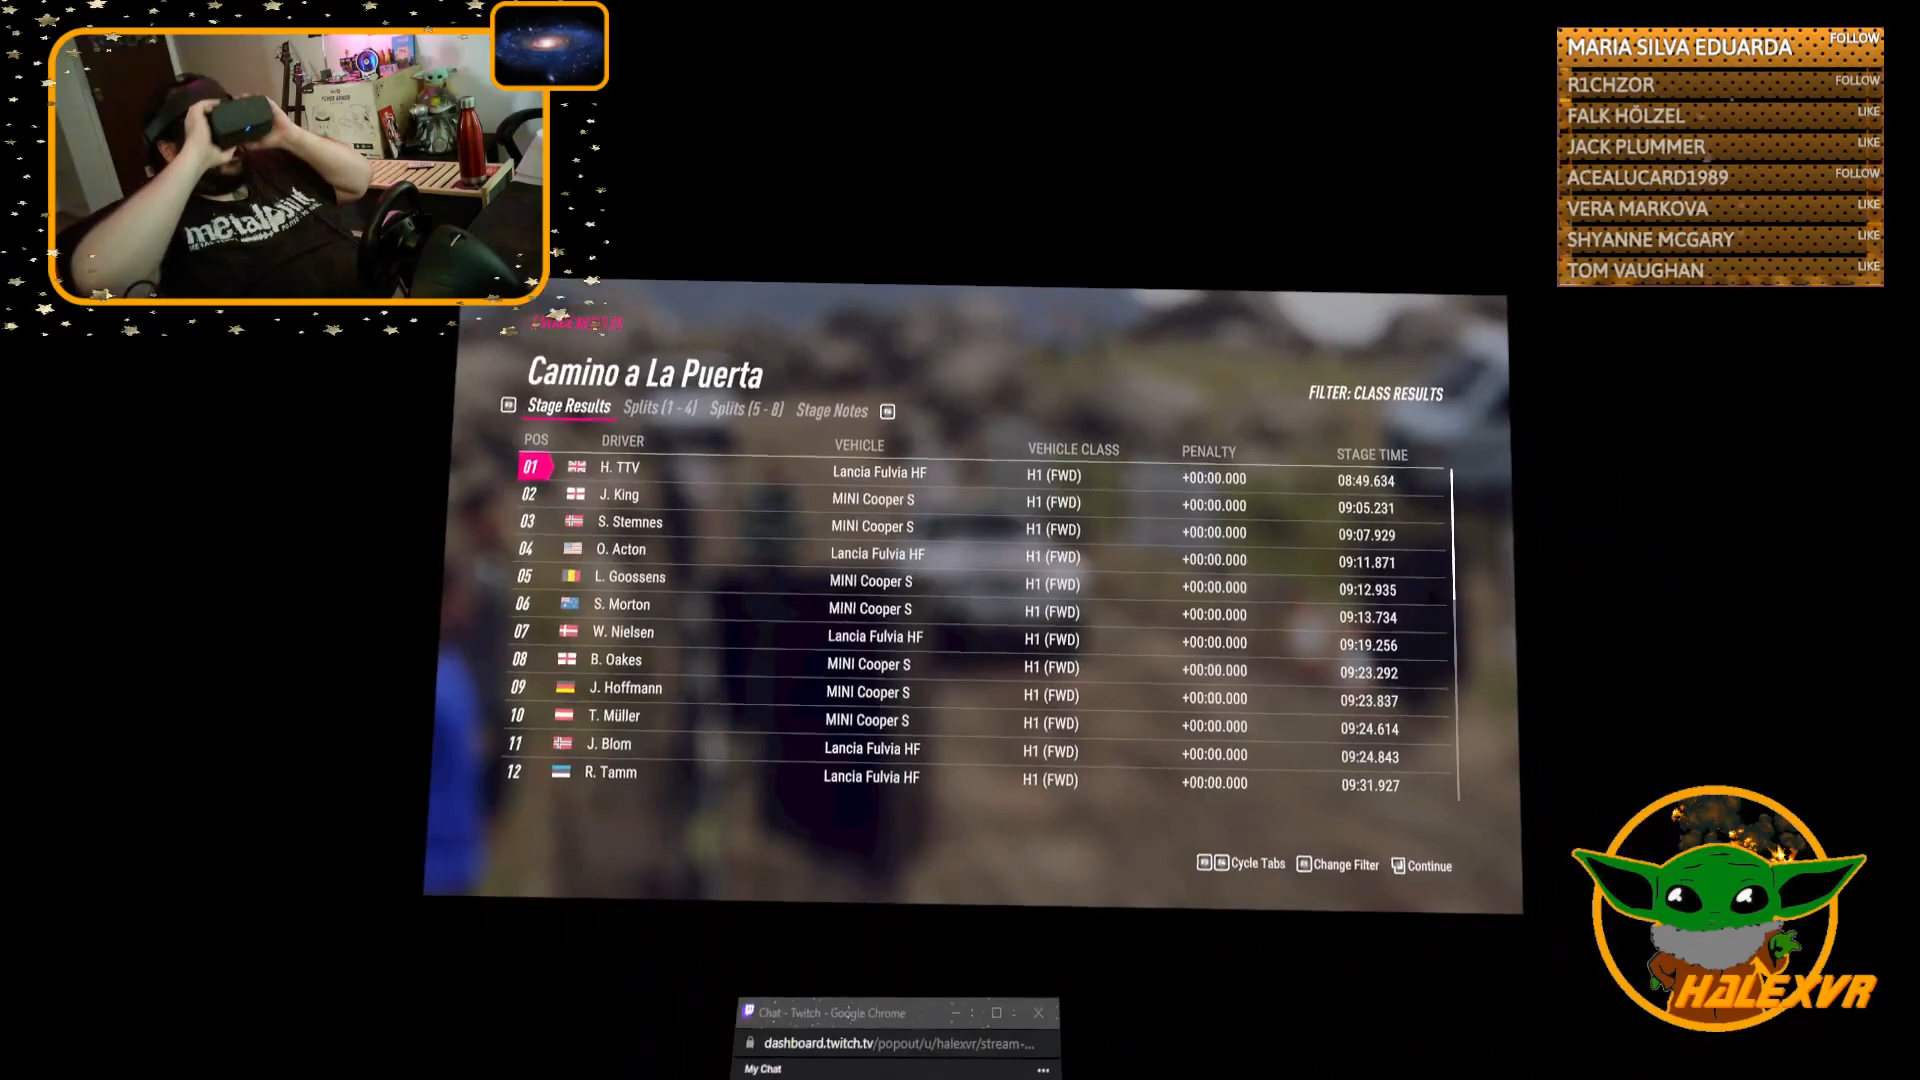 metalpoint
MARIA SILVA EDUARDA FOLLOW
R1CHZOR FOLLOW
FALK HÖLZEL LIKE
JACK PLUMMER LIKE
ACEALUCARD1989 FOLLOW
VERA MARKOVA LIKE
SHYANNE MCGARY LIKE
TOM VAUGHAN LIKE
STAGE RESULTS
Camino a La Puerta
FILTER: CLASS RESULTS
Stage Results Splits (1 - 4) Splits (5 - 8) Stage Notes
POS DRIVER VEHICLE VEHICLE CLASS PENALTY STAGE TIME
01 H. TTV Lancia Fulvia HF H1 (FWD) +00:00.000 08:49.634
02 J. King MINI Cooper S H1 (FWD) +00:00.000 09:05.231
03 S. Stemnes MINI Cooper S H1 (FWD) +00:00.000 09:07.929
04 O. Acton Lancia Fulvia HF H1 (FWD) +00:00.000 09:11.871
05 L. Goossens MINI Cooper S H1 (FWD) +00:00.000 09:12.935
06 S. Morton MINI Cooper S H1 (FWD) +00:00.000 09:13.734
07 W. Nielsen Lancia Fulvia HF H1 (FWD) +00:00.000 09:19.256
08 B. Oakes MINI Cooper S H1 (FWD) +00:00.000 09:23.292
09 J. Hoffmann MINI Cooper S H1 (FWD) +00:00.000 09:23.837
10 T. Müller MINI Cooper S H1 (FWD) +00:00.000 09:24.614
11 J. Blom Lancia Fulvia HF H1 (FWD) +00:00.000 09:24.843
12 R. Tamm Lancia Fulvia HF H1 (FWD) +00:00.000 09:31.927
Cycle Tabs Change Filter Continue
HALEXVR
Chat - Twitch - Google Chrome
dashboard.twitch.tv/popout/u/halexvr/stream-...
My Chat